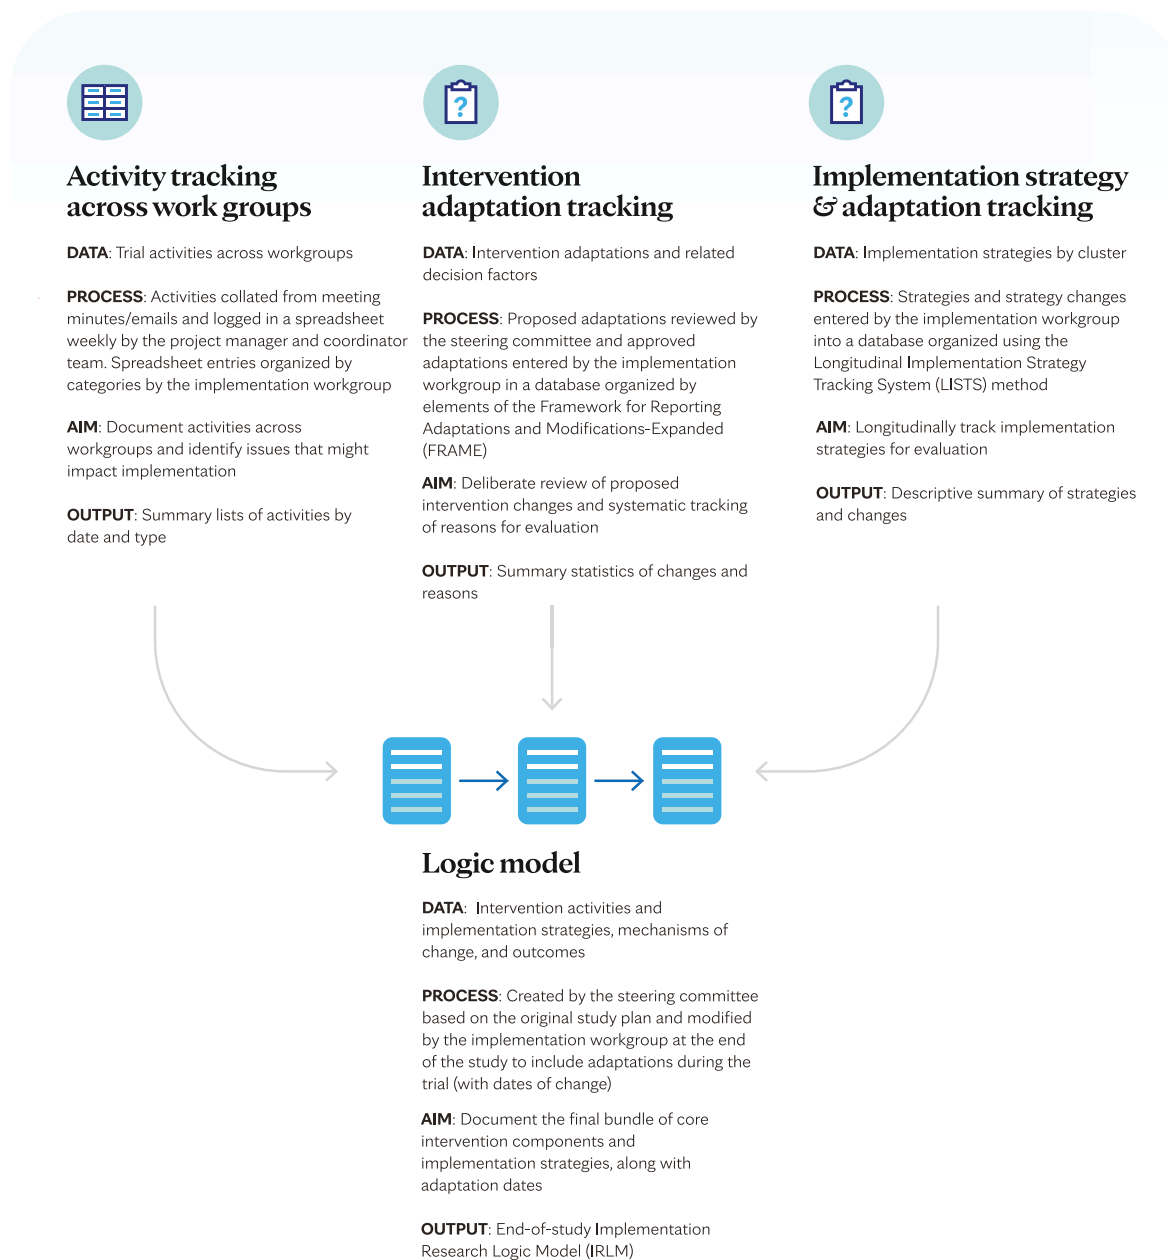 Activity tracking
across work groups
DATA: Trial activities across workgroups
PROCESS: Activities collated from meeting
minutes/emails and logged in a spreadsheet
weekly by the project manager and coordinator
team. Spreadsheet entries organized by
categories by the implementation workgroup
AIM: Document activities across
workgroups and identify issues that might
impact implementation
OUTPUT: Summary lists of activities by
date and type
?
Intervention
adaptation tracking
DATA: Intervention adaptations and related
decision factors
PROCESS: Proposed adaptations reviewed by
the steering committee and approved
adaptations entered by the implementation
workgroup in a database organized by
elements of the Framework for Reporting
Adaptations and Modifications-Expanded
(FRAME)
AIM: Deliberate review of proposed
intervention changes and systematic tracking
of reasons for evaluation
OUTPUT: Summary statistics of changes and
reasons
?
Implementation strategy
& adaptation tracking
DATA: Implementation strategies by cluster
PROCESS: Strategies and strategy changes
entered by the implementation workgroup
into a database organized using the
Longitudinal Implementation Strategy
Tracking System (LISTS) method
AIM: Longitudinally track implementation
strategies for evaluation
OUTPUT: Descriptive summary of strategies
and changes
Logic model
DATA: Intervention activities and
implementation strategies, mechanisms of
change, and outcomes
PROCESS: Created by the steering committee
based on the original study plan and modified
by the implementation workgroup at the end
of the study to include adaptations during the
trial (with dates of change)
AIM: Document the final bundle of core
intervention components and
implementation strategies, along with
adaptation dates
OUTPUT: End-of-study Implementation
Research Logic Model (IRLM)